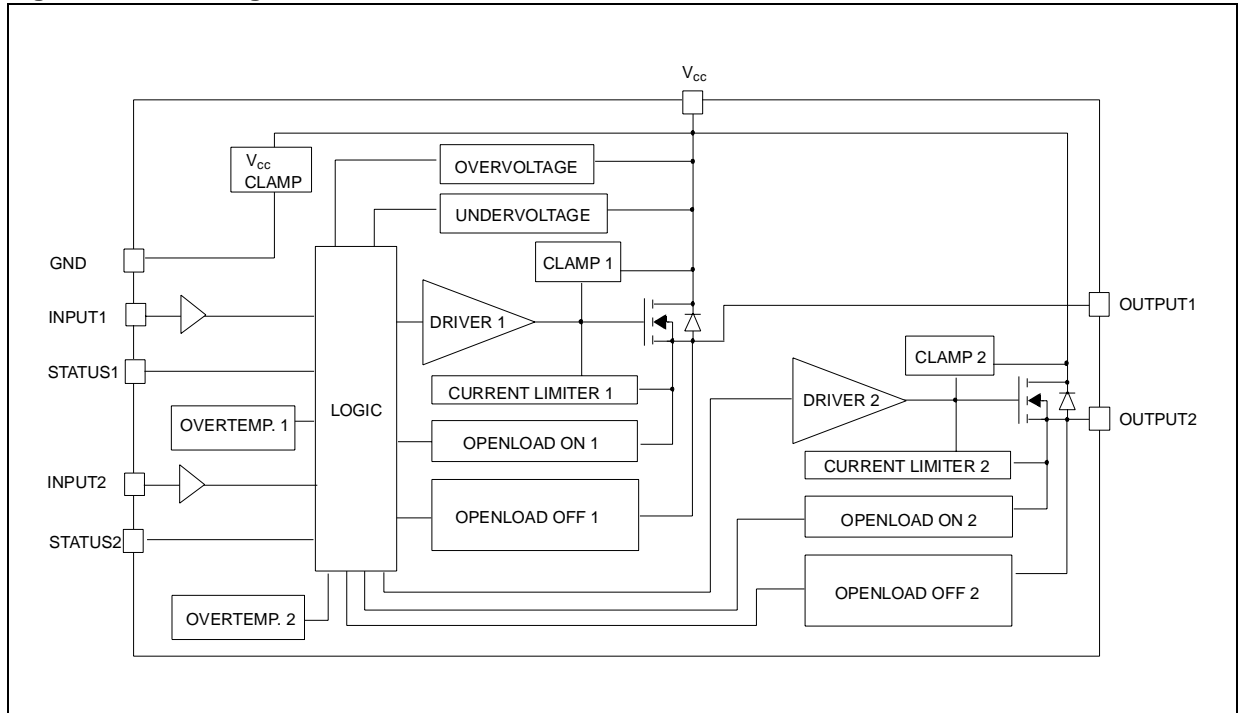 Vcc
Vcc
CLAMP
OVERVOLTAGE
UNDERVOLTAGE
GND
CLAMP 1
INPUT1
DRIVER 1
OUTPUT1
STATUS1
CURRENT LIMITER 1
LOGIC
CLAMP 2
DRIVER 2
OVERTEMP. 1
OPENLOAD ON 1
OUTPUT2
INPUT2
CURRENT LIMITER 2
OPENLOAD OFF 1
OPENLOAD ON 2
STATUS2
OVERTEMP. 2
OPENLOAD OFF 2